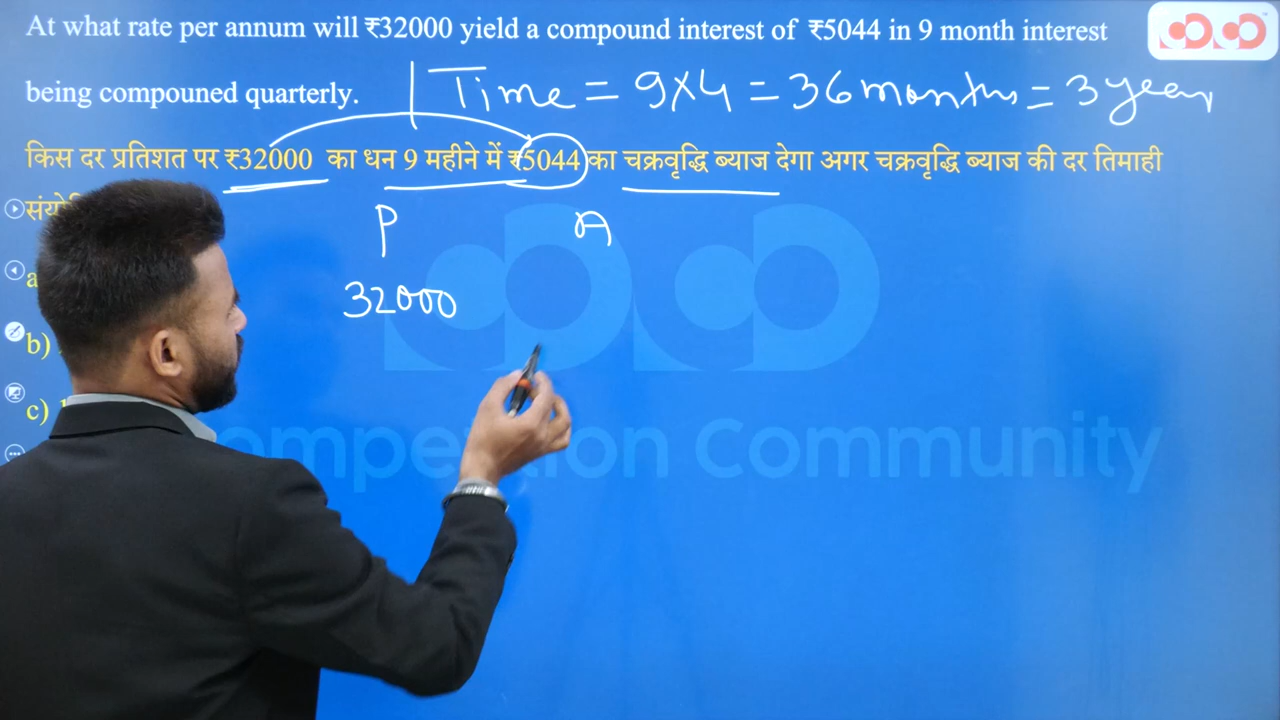 At what rate per annum will ₹32000 yield a compound interest of ₹5044 in 9 month interest
being compouned quarterly. Time = 9×4 = 36 months = 3 year
किस दर प्रतिशत पर ₹32000 का धन 9 महीने में ₹5044 का चक्रवृद्धि ब्याज देगा अगर चक्रवृद्धि ब्याज की दर तिमाही
P A
a
32000
b)
c)
Community